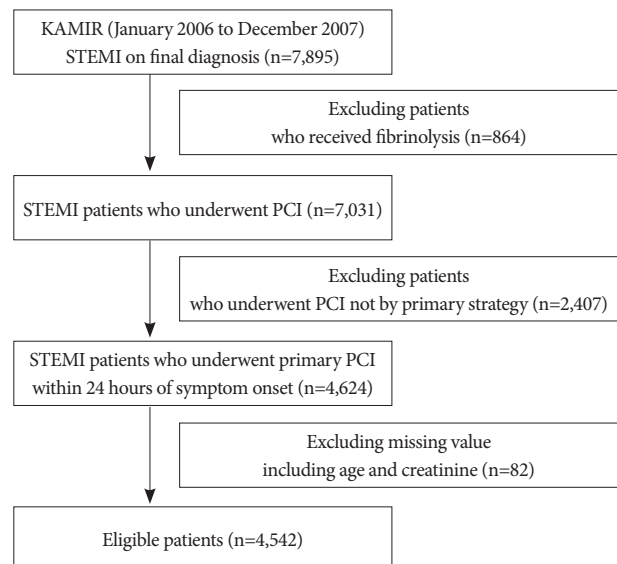 KAMIR (January 2006 to December 2007)
STEMI on final diagnosis (n=7,895)
Excluding patients
who received fibrinolysis (n=864)
STEMI patients who underwent PCI (n=7,031)
Excluding patients
who underwent PCI not by primary strategy (n=2,407)
STEMI patients who underwent primary PCI
within 24 hours of symptom onset (n=4,624)
Excluding missing value
including age and creatinine (n=82)
Eligible patients (n=4,542)